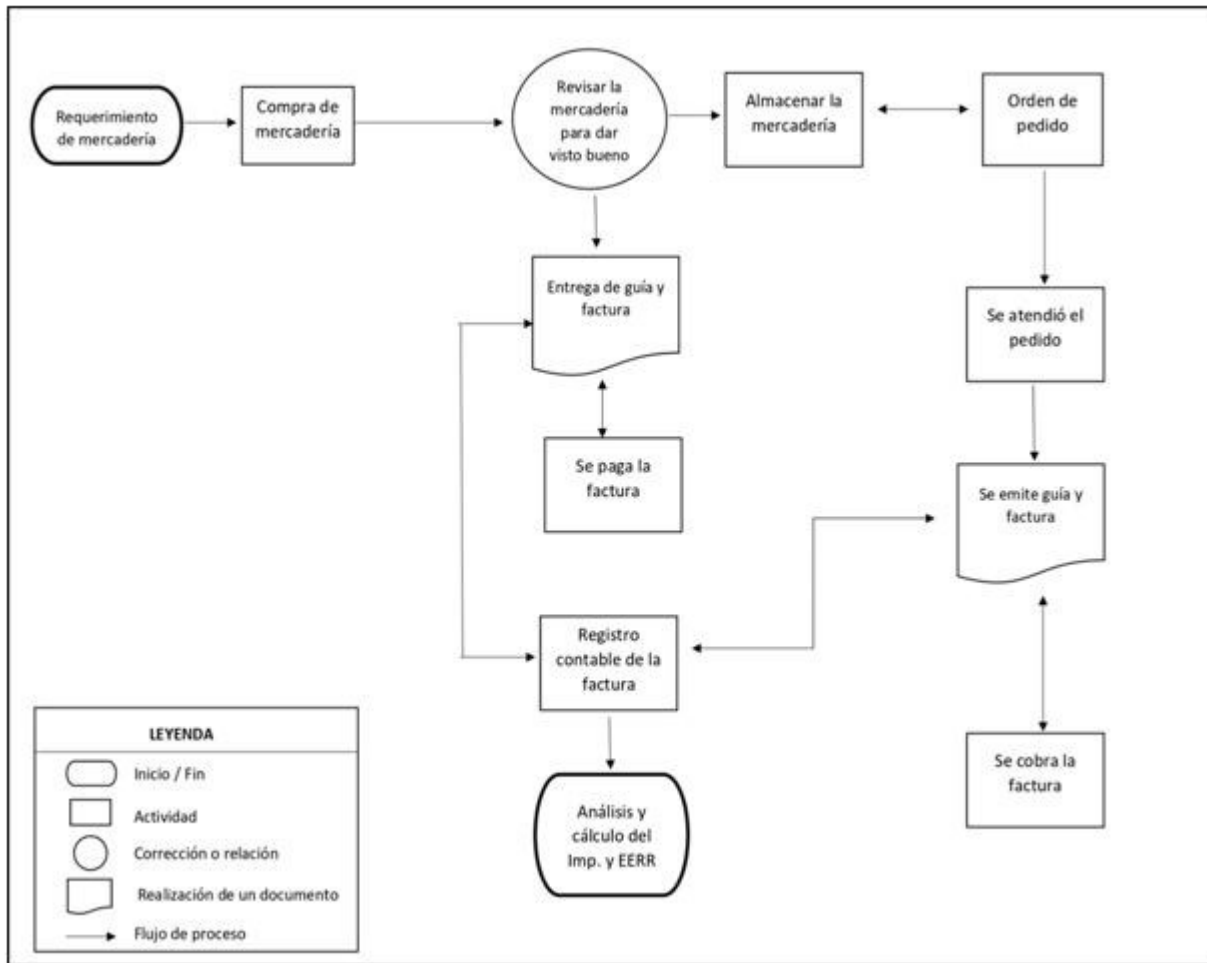 Requerimiento
de mercadería
Compra de
mercadería
Revisar la
mercadería
para dar
visto bueno
Almacenar la
mercadería
Orden de
pedido
Entrega de guía y
factura
Se atendió el
pedido
Se paga la
factura
Se emite guía y
factura
Registro
contable de la
factura
Se cobra la
factura
Análisis y
cálculo del
Imp. y EERR
LEYENDA
Inicio / Fin
Actividad
Corrección o relación
Realización de un documento
Flujo de proceso